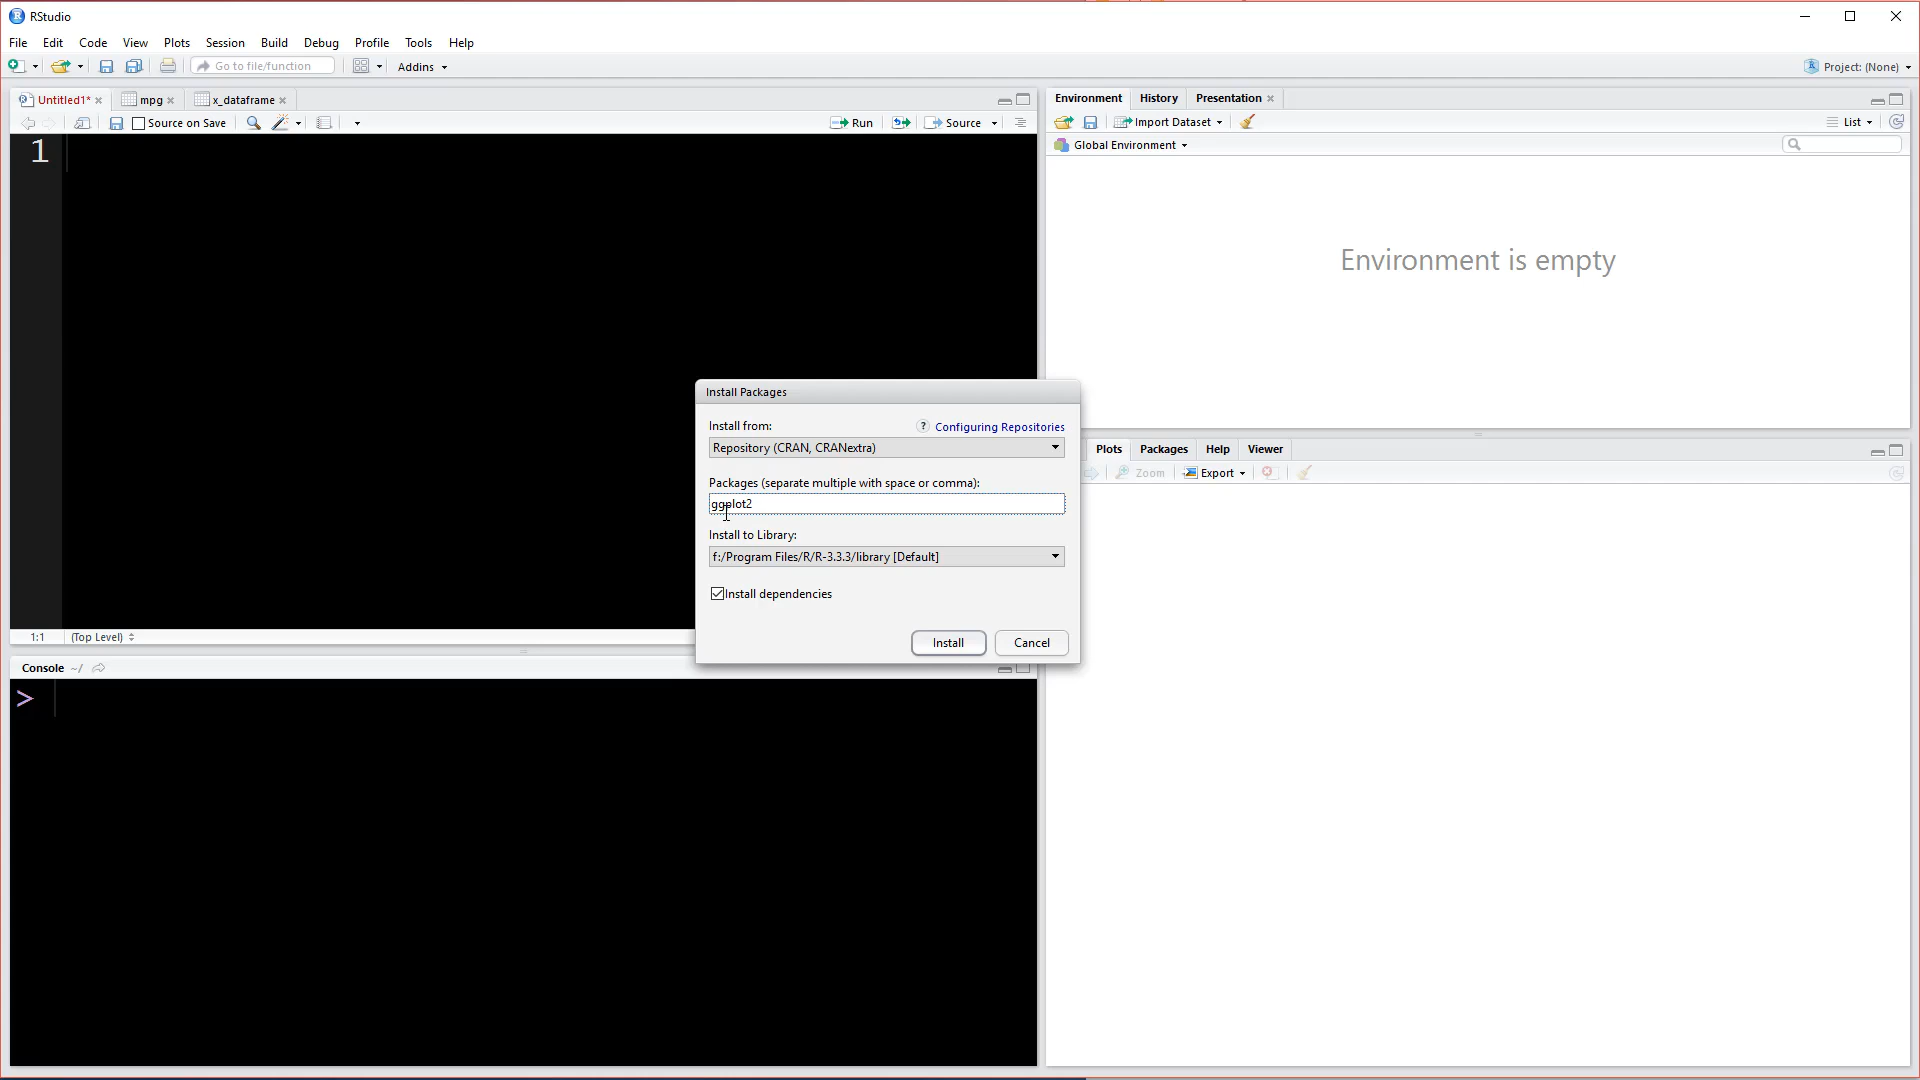 RStudio
File Edit Code View Plots Session Build Debug Profile Tools Help
Go to file/function Addins Project: (None)
Untitled1* mpg x_dataframe
Source on Save Run Source
1
1:1 (Top Level)
Console ~/
>
Environment History Presentation
Import Dataset List
Global Environment
Environment is empty
Plots Packages Help Viewer
Zoom Export
Install Packages
Install from: ? Configuring Repositories
Repository (CRAN, CRANextra)
Packages (separate multiple with space or comma):
ggplot2
Install to Library:
f:/Program Files/R/R-3.3.3/library [Default]
Install dependencies
Install Cancel